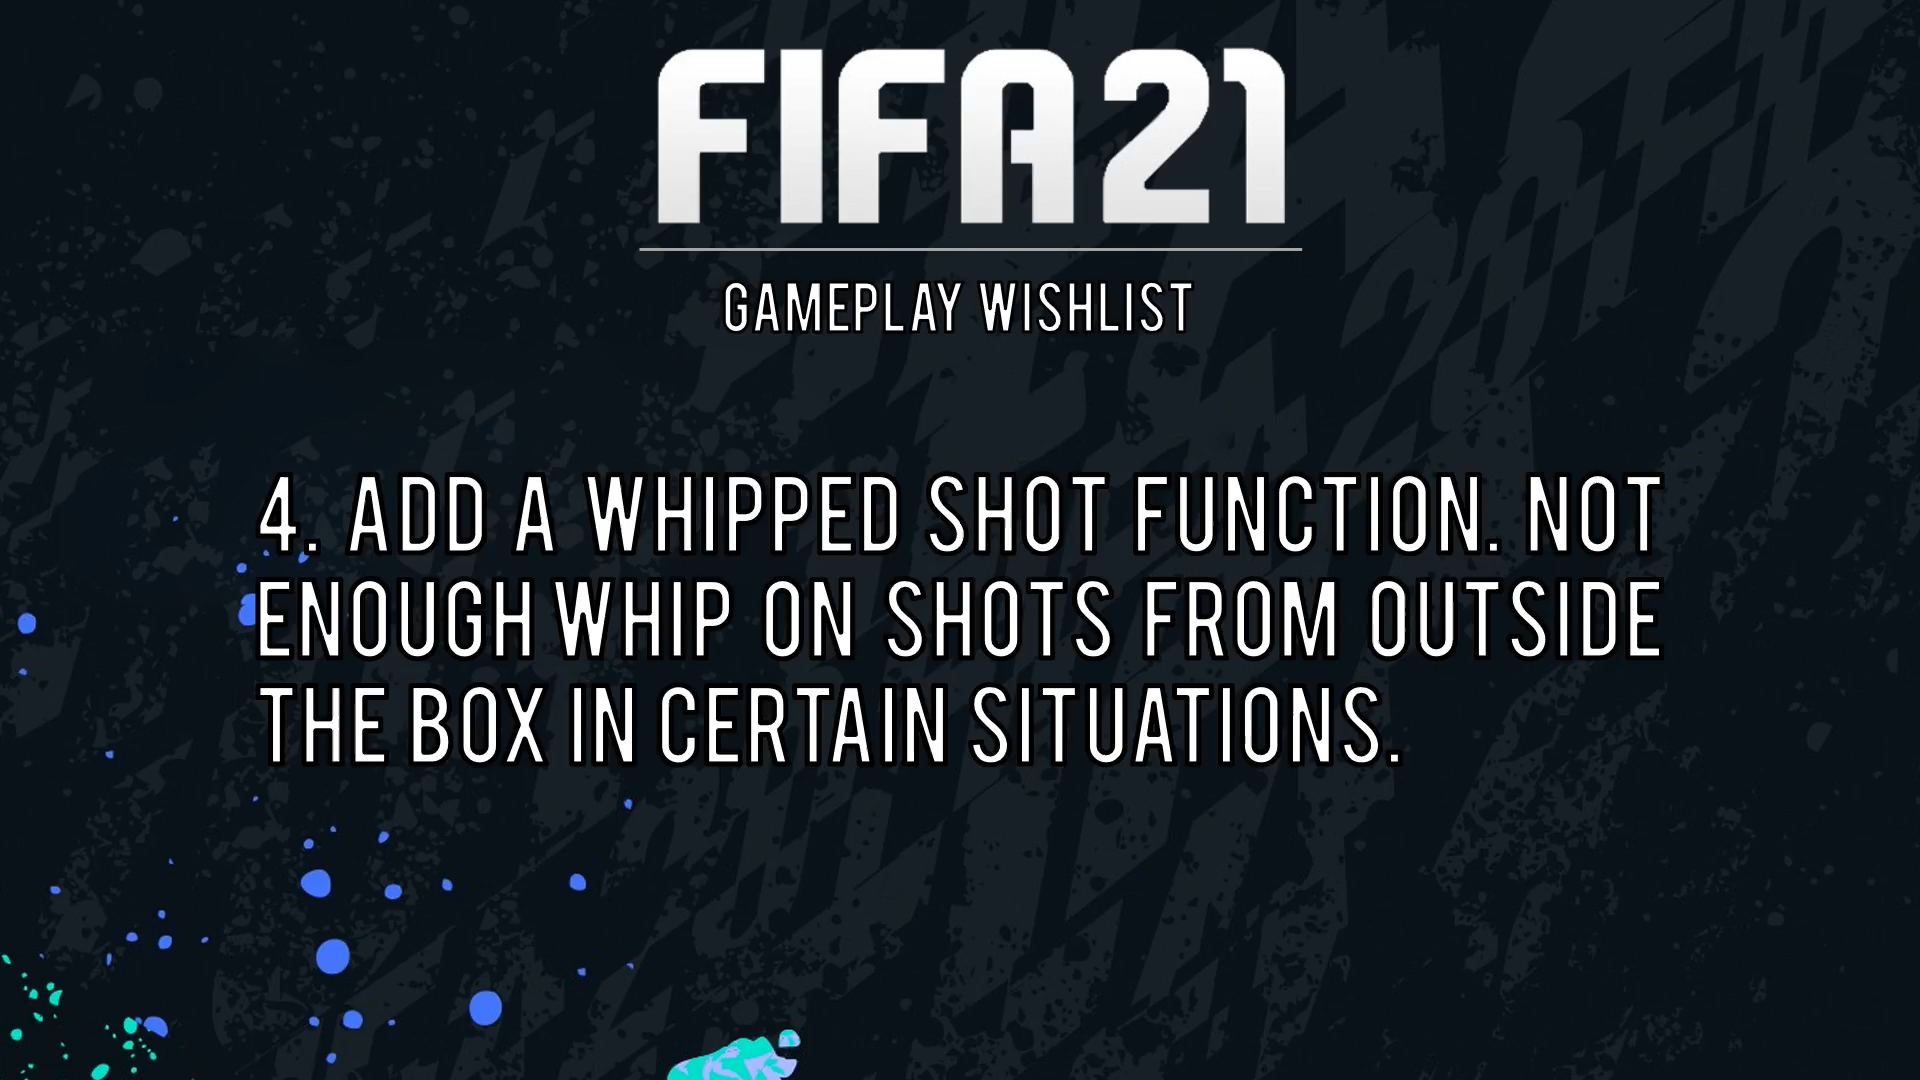 FIFA21
GAMEPLAY WISHLIST
4. ADD A WHIPPED SHOT FUNCTION. NOT
ENOUGH WHIP ON SHOTS FROM OUTSIDE
THE BOX IN CERTAIN SITUATIONS.